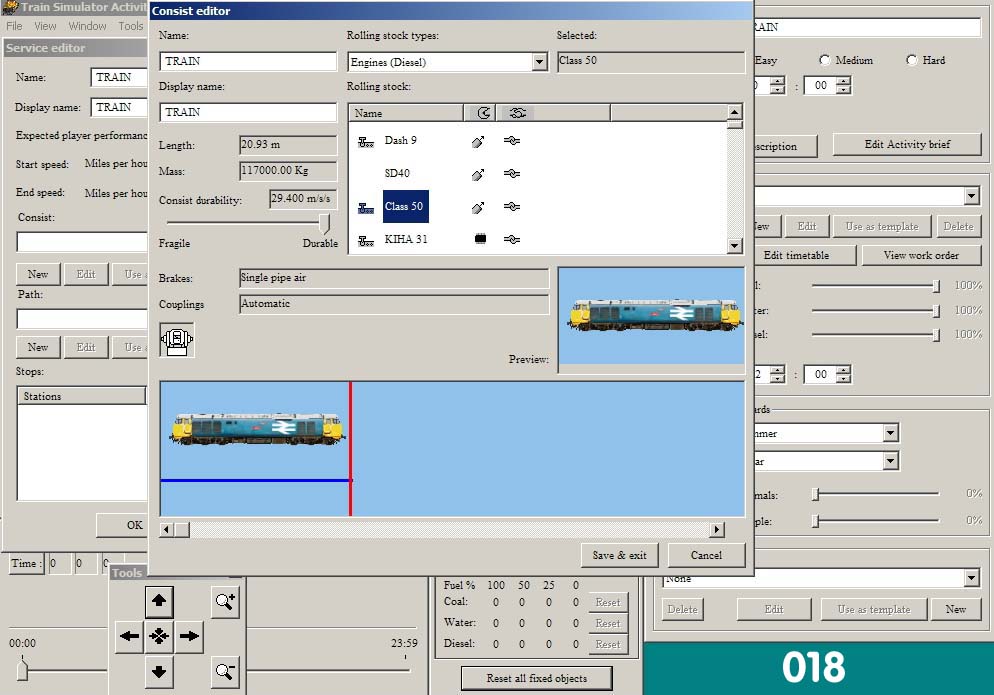 Train Simulator Activi
File View Window Tools
Service editor
Name: TRAIN
Display name: TRAIN
Expected player performanc
Start speed: Miles per hou
End speed: Miles per hou
Consist:
New Edit Use a
Path:
New Edit Use a
Stops:
Stations
OK
Consist editor
Name:
TRAIN
Display name:
TRAIN
Length: 20.93 m
Mass: 117000.00 Kg
Consist durability: 29.400 m/s/s
Fragile Durable
Rolling stock types:
Engines (Diesel)
Selected:
Class 50
Rolling stock:
Name
Dash 9
SD40
Class 50
KIHA 31
Brakes: Single pipe air
Couplings Automatic
Preview:
Save & exit Cancel
RAIN
Easy Medium Hard
: 00
scription Edit Activity brief
ew Edit Use as template Delete
Edit timetable View work order
l: 100%
ter: 100%
sel: 100%
2 : 00
rds
mmer
ar
mals: 0%
ple: 0%
None
Delete Edit Use as template New
Time : 0 0 0
Tools
00:00 23:59
Fuel % 100 50 25 0
Coal: 0 0 0 0 Reset
Water: 0 0 0 0 Reset
Diesel: 0 0 0 0 Reset
Reset all fixed objects
018